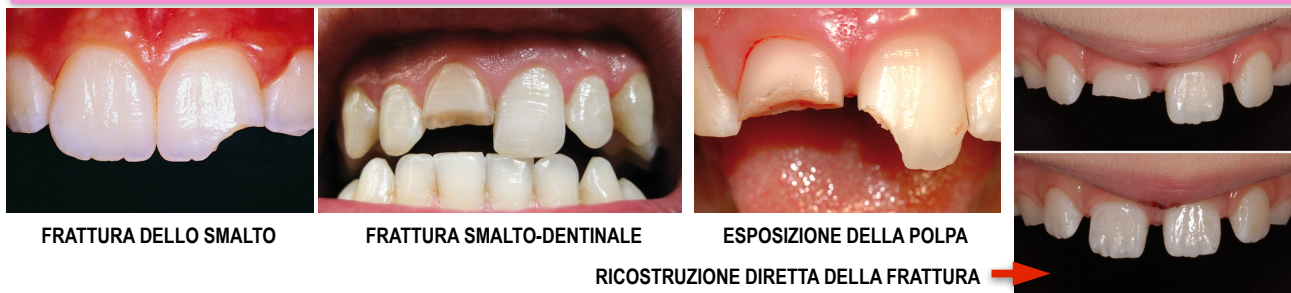 FRATTURA DELLO SMALTO
FRATTURA SMALTO-DENTINALE
ESPOSIZIONE DELLA POLPA
RICOSTRUZIONE DIRETTA DELLA FRATTURA